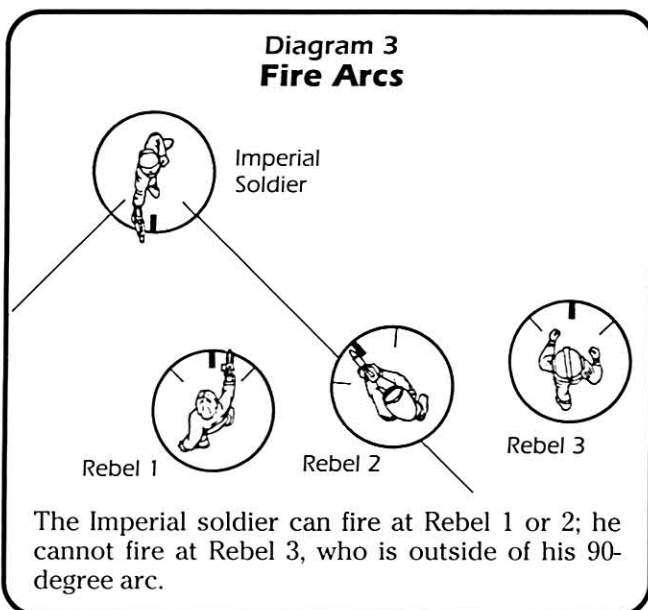 Diagram 3
Fire Arcs
Imperial
Soldier
Rebel 1
Rebel 2
Rebel 3
The Imperial soldier can fire at Rebel 1 or 2; he
cannot fire at Rebel 3, who is outside of his 90-
degree arc.